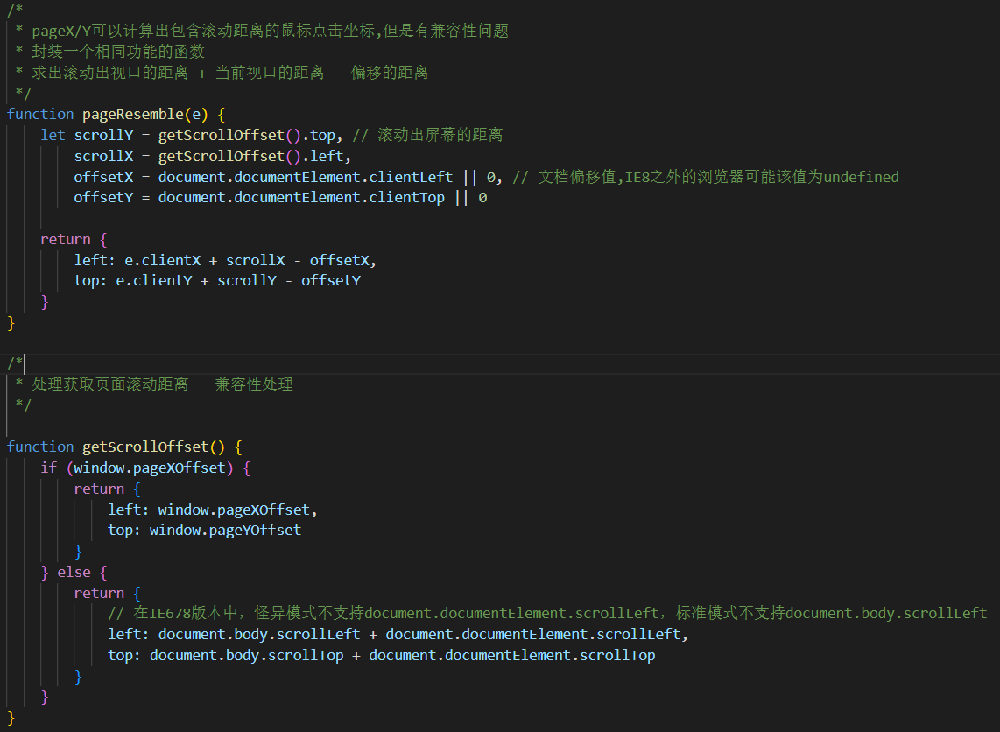 /*
 * pageX/Y可以计算出包含滚动距离的鼠标点击坐标,但是有兼容性问题
 * 封装一个相同功能的函数
 * 求出滚动出视口的距离 + 当前视口的距离 - 偏移的距离
 */
function pageResemble(e) {
    let scrollY = getScrollOffset().top, // 滚动出屏幕的距离
        scrollX = getScrollOffset().left,
        offsetX = document.documentElement.clientLeft || 0, // 文档偏移值,IE8之外的浏览器可能该值为undefined
        offsetY = document.documentElement.clientTop || 0
    return {
        left: e.clientX + scrollX - offsetX,
        top: e.clientY + scrollY - offsetY
    }
}
/*
 * 处理获取页面滚动距离   兼容性处理
 */
function getScrollOffset() {
    if (window.pageXOffset) {
        return {
            left: window.pageXOffset,
            top: window.pageYOffset
        }
    } else {
        return {
            // 在IE678版本中，怪异模式不支持document.documentElement.scrollLeft，标准模式不支持document.body.scrollLeft
            left: document.body.scrollLeft + document.documentElement.scrollLeft,
            top: document.body.scrollTop + document.documentElement.scrollTop
        }
    }
}